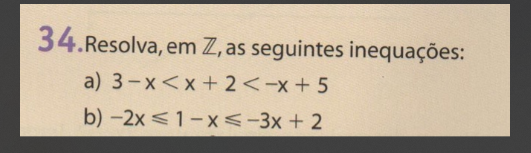 34.Resolva, em ℤ, as seguintes inequações:
a) 3 – x < x + 2 < –x + 5
b) –2x ⩽ 1 – x ⩽ –3x + 2